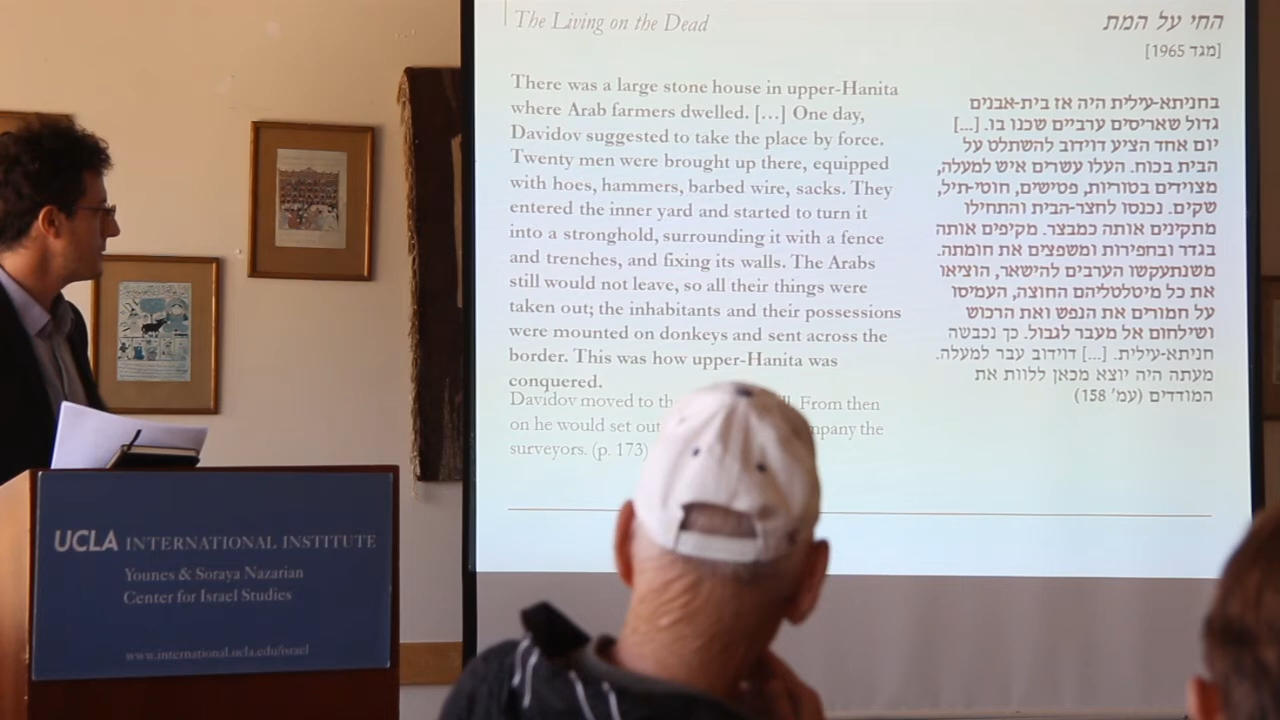 The Living on the Dead
There was a large stone house in upper-Hanita
where Arab farmers dwelled. […] One day,
Davidov suggested to take the place by force.
Twenty men were brought up there, equipped
with hoes, hammers, barbed wire, sacks. They
entered the inner yard and started to turn it
into a stronghold, surrounding it with a fence
and trenches, and fixing its walls. The Arabs
still would not leave, so all their things were
taken out; the inhabitants and their possessions
were mounted on donkeys and sent across the
border. This was how upper-Hanita was
conquered.
Davidov moved to the From then
on he would set out the
surveyors. (p. 173)
החי על המת
[מגד 1965]
בחניתא-עילית היה אז בית-אבנים
גדול שאריסים ערביים שכנו בו. [...]
יום אחד הציע דוידוב להשתלט על
הבית בכוח. העלו עשרים איש למעלה,
מצוידים בטוריות, פטישים, חוטי-תיל,
שקים. נכנסו לחצר-הבית והתחילו
מתקינים אותה כמבצר. מקיפים אותה
בגדר ובחפירות ומשפצים את חומתה.
משנתעקשו הערבים להישאר, הוציאו
את כל מיטלטליהם החוצה, העמיסו
על חמורים את הנפש ואת הרכוש
ושילחום אל מעבר לגבול. כך נכבשה
חניתא-עילית. [...] דוידוב עבר למעלה.
מעתה היה יוצא מכאן ללוות את
המודדים (עמ' 158)
UCLA INTERNATIONAL INSTITUTE
Younes & Soraya Nazarian
Center for Israel Studies
www.international.ucla.edu/israel